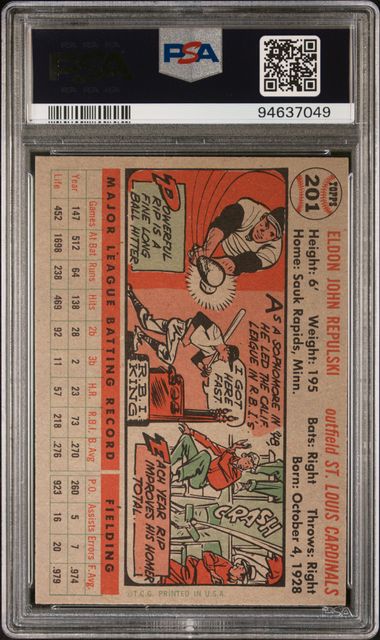 PSA
PSA
94637049
TOPPS
201
ELDON JOHN REPULSKI outfield ST. LOUIS CARDINALS
Height: 6' Weight: 195 Bats: Right Throws: Right
Home: Sauk Rapids, Minn. Born: October 4, 1928
POWERFUL
RIP IS A
FINE LONG
BALL HITTER
AS A SOPHOMORE IN '49
HE LED THE CALIF.
LEAGUE IN R.B.I.'S
I GOT
HERE
FAST
R.B.I
KING
CRASH
EACH YEAR RIP
IMPROVES HIS HOMER
TOTAL...
MAJOR LEAGUE BATTING RECORD FIELDING
Games At Bat Runs Hits 2b 3b H.R. R.B.I. B. Avg. P.O. Assists Errors F. Avg.
Year 147 512 64 138 28 2 23 73 .270 260 5 7 .974
Life 452 1698 238 469 92 11 57 218 .276 923 16 20 .979
©T.C.G. PRINTED IN U.S.A.